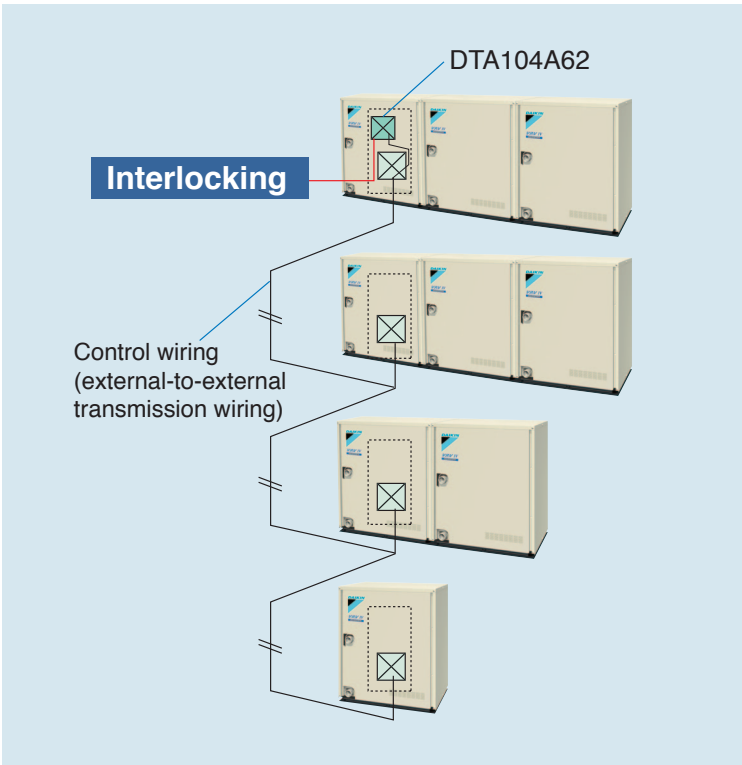 DTA104A62
Interlocking
Control wiring
(external-to-external
transmission wiring)